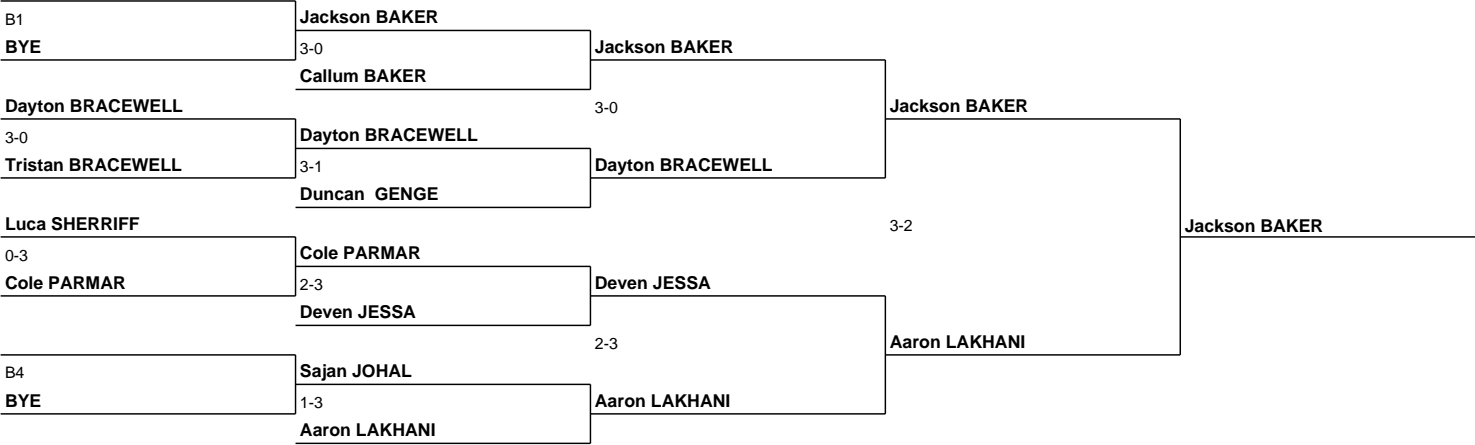 B1
BYE
Jackson BAKER
3-0
Callum BAKER
Jackson BAKER
Dayton BRACEWELL
3-0
Tristan BRACEWELL
Dayton BRACEWELL
3-1
Duncan  GENGE
3-0
Dayton BRACEWELL
Jackson BAKER
Luca SHERRIFF
0-3
Cole PARMAR
Cole PARMAR
2-3
Deven JESSA
Deven JESSA
3-2
Jackson BAKER
B4
BYE
Sajan JOHAL
1-3
Aaron LAKHANI
2-3
Aaron LAKHANI
Aaron LAKHANI